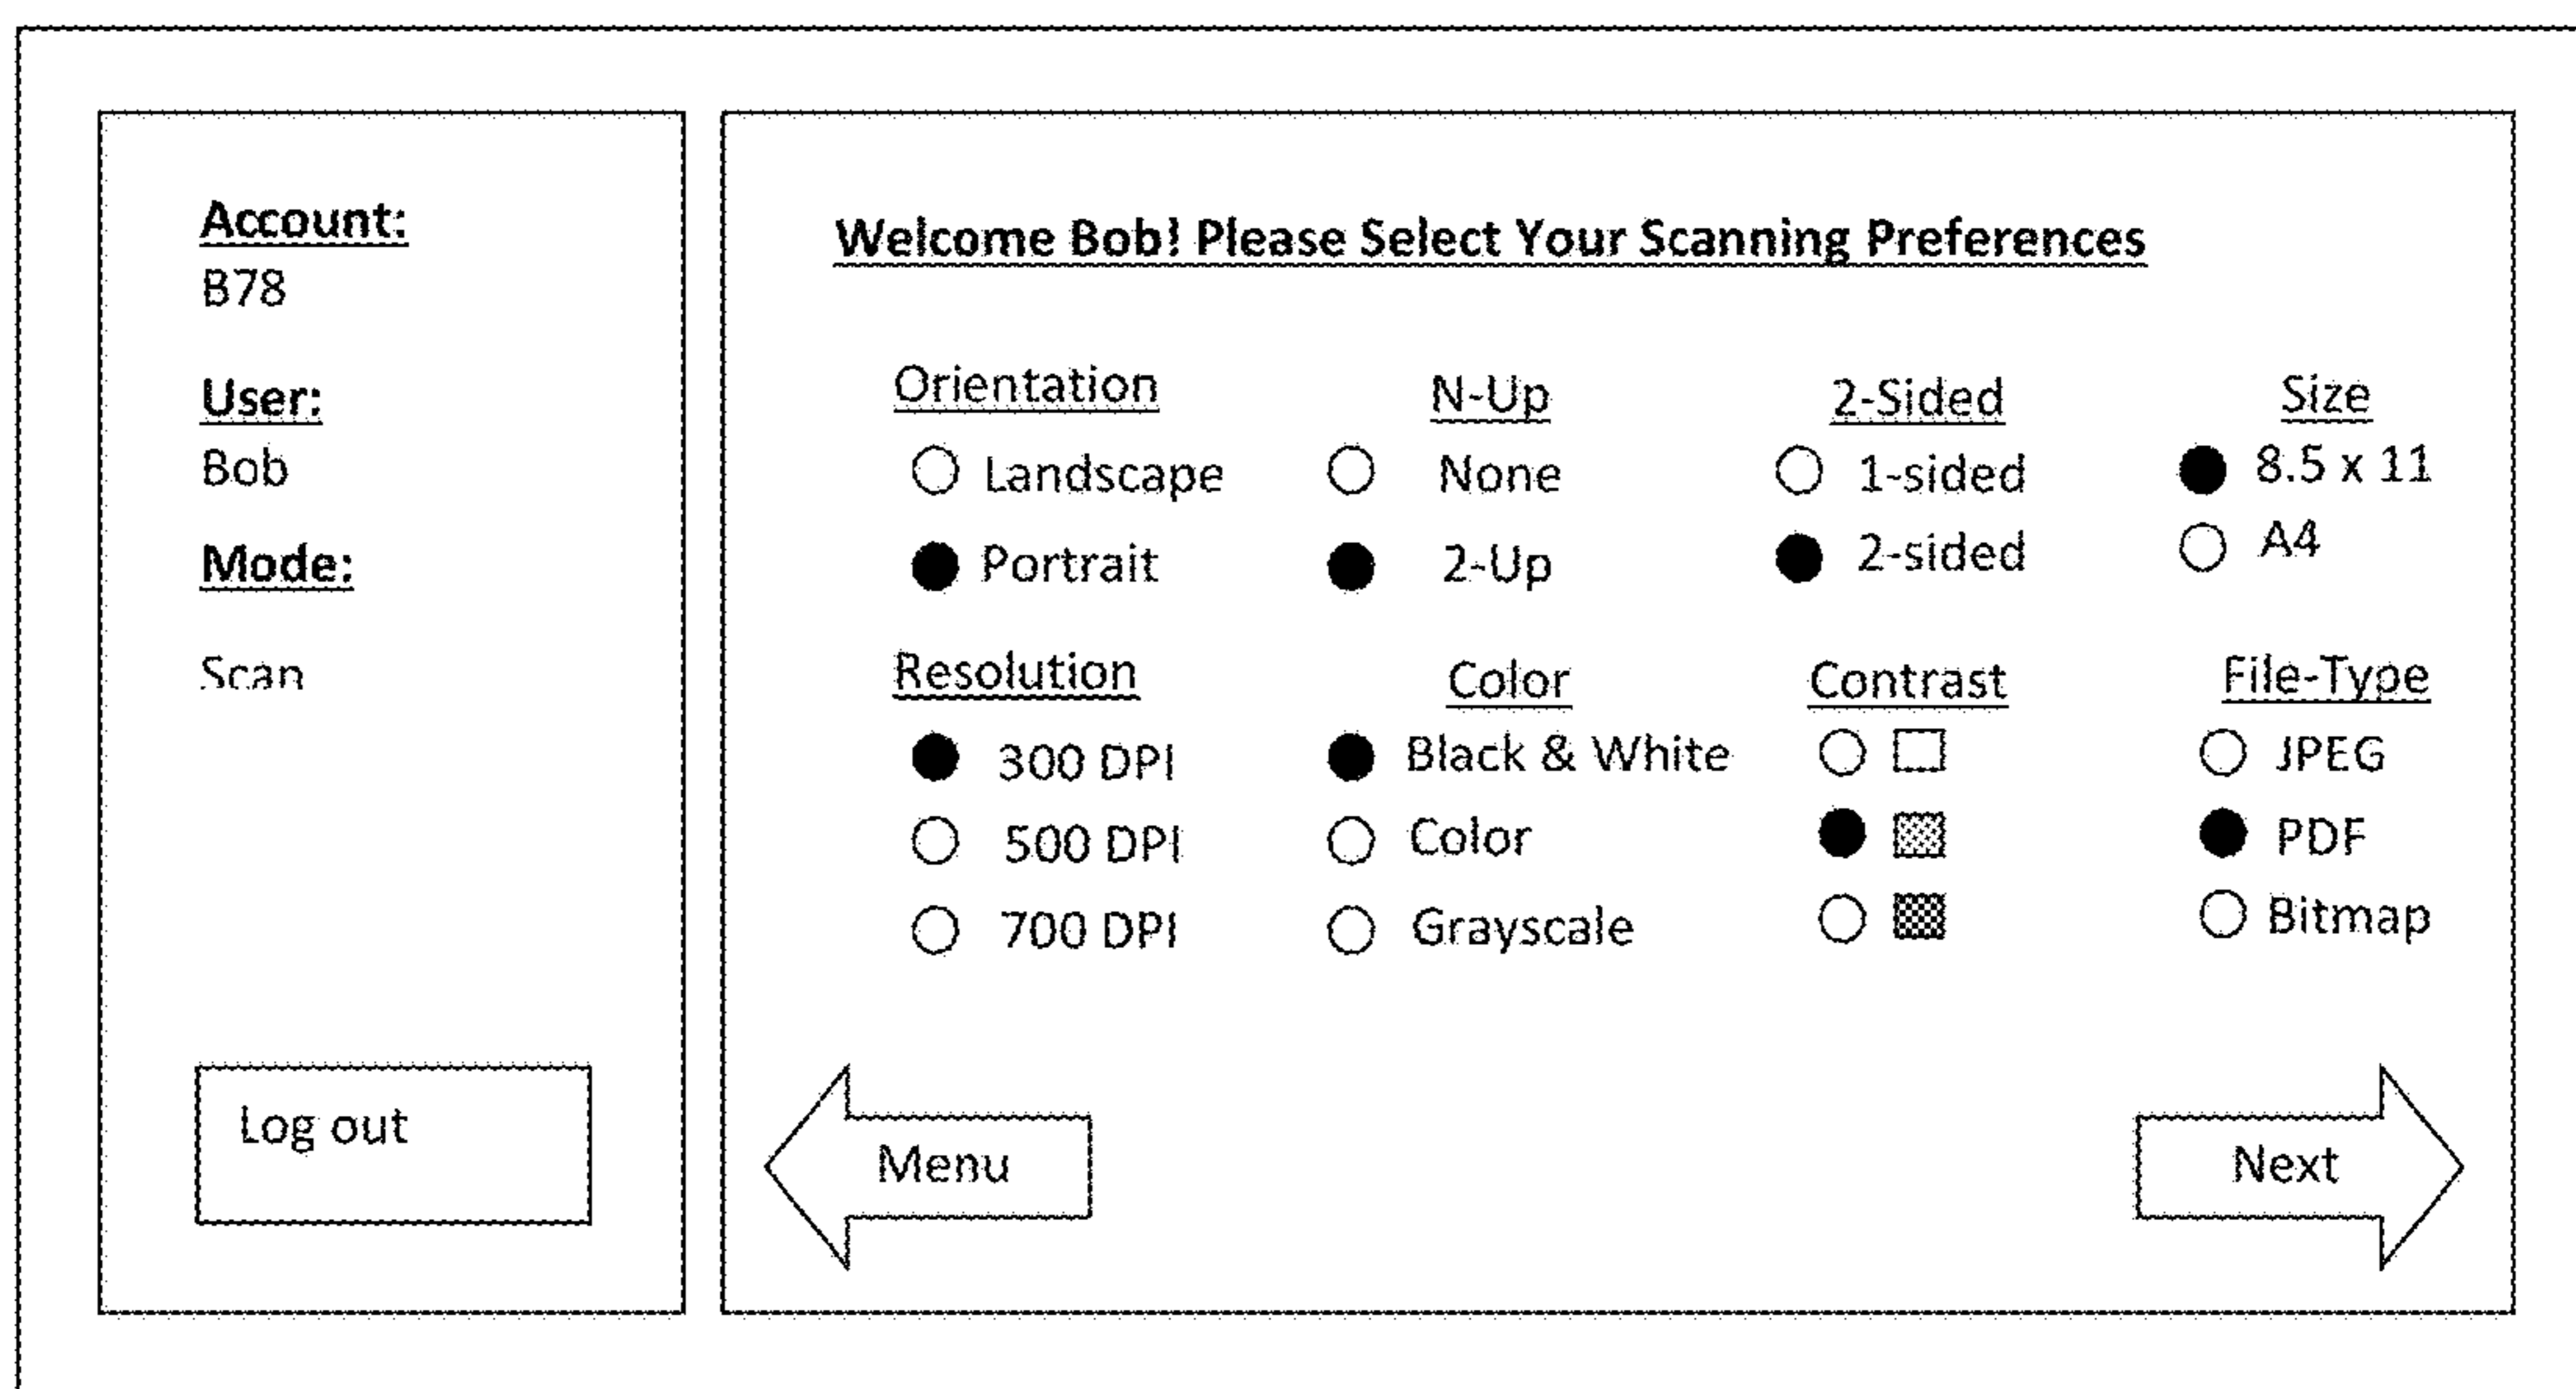 Account:
B78
User:
Bob
Mode:
Scan
Log out
Welcome Bob! Please Select Your Scanning Preferences
Orientation
Landscape
Portrait
N-Up
None
2-Up
2-Sided
1-sided
2-sided
Size
8.5 x 11
A4
Resolution
300 DPI
500 DPI
700 DPI
Color
Black & White
Color
Grayscale
Contrast
File-Type
JPEG
PDF
Bitmap
Menu
Next